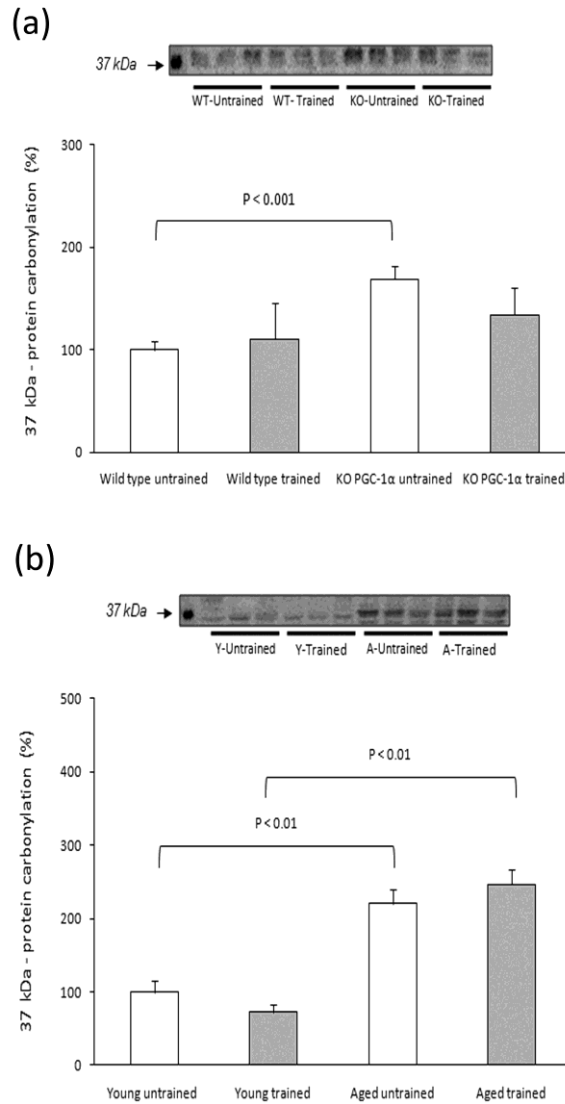 (a)
37 kDa
WT-Untrained WT- Trained KO-Untrained KO-Trained
37 kDa - protein carbonylation (%)
300
200
100
0
P < 0.001
Wild type untrained Wild type trained KO PGC-1α untrained KO PGC-1α trained
(b)
37 kDa
Y-Untrained Y-Trained A-Untrained A-Trained
37 kDa - protein carbonylation (%)
500
400
300
200
100
0
P < 0.01
P < 0.01
Young untrained Young trained Aged untrained Aged trained